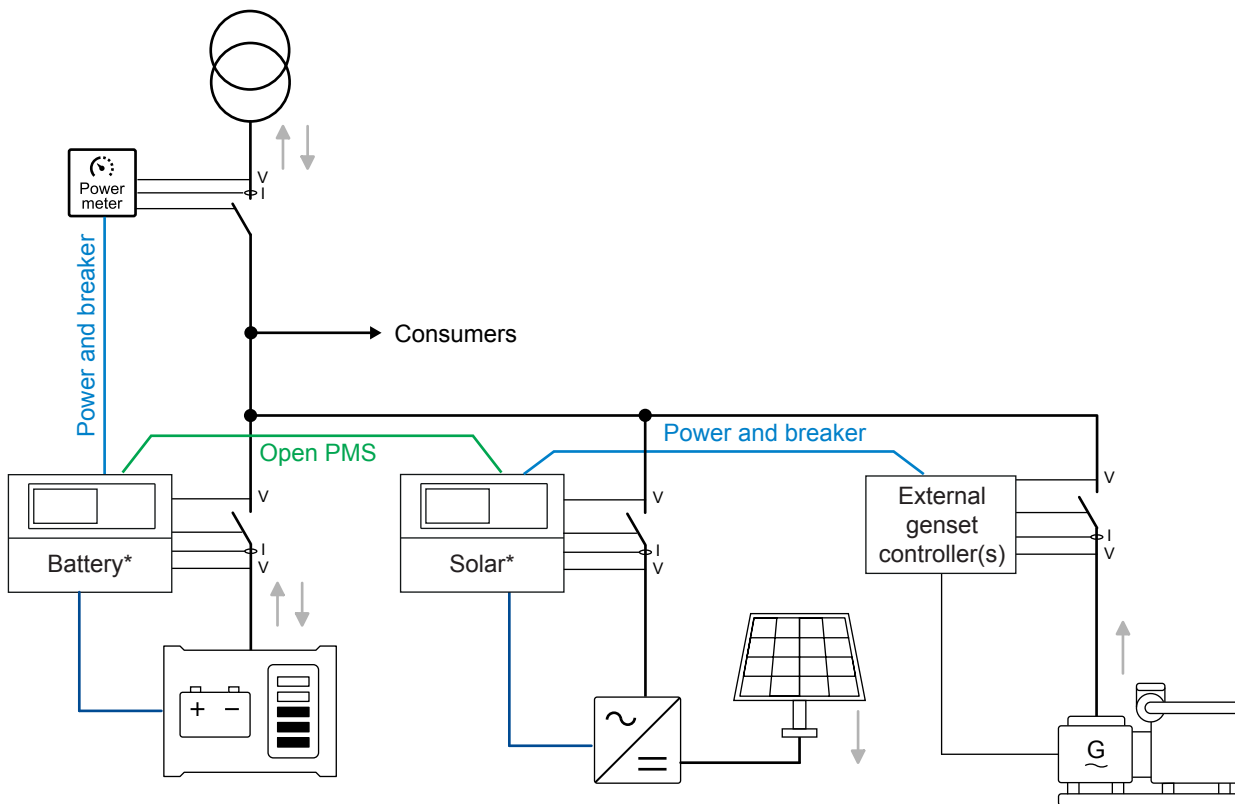 V
I
Power
meter
Power and breaker
Consumers
Open PMS
Power and breaker
Battery*
V
I
V
Solar*
V
I
V
External
genset
controller(s)
V
I
V
+ −
G
~